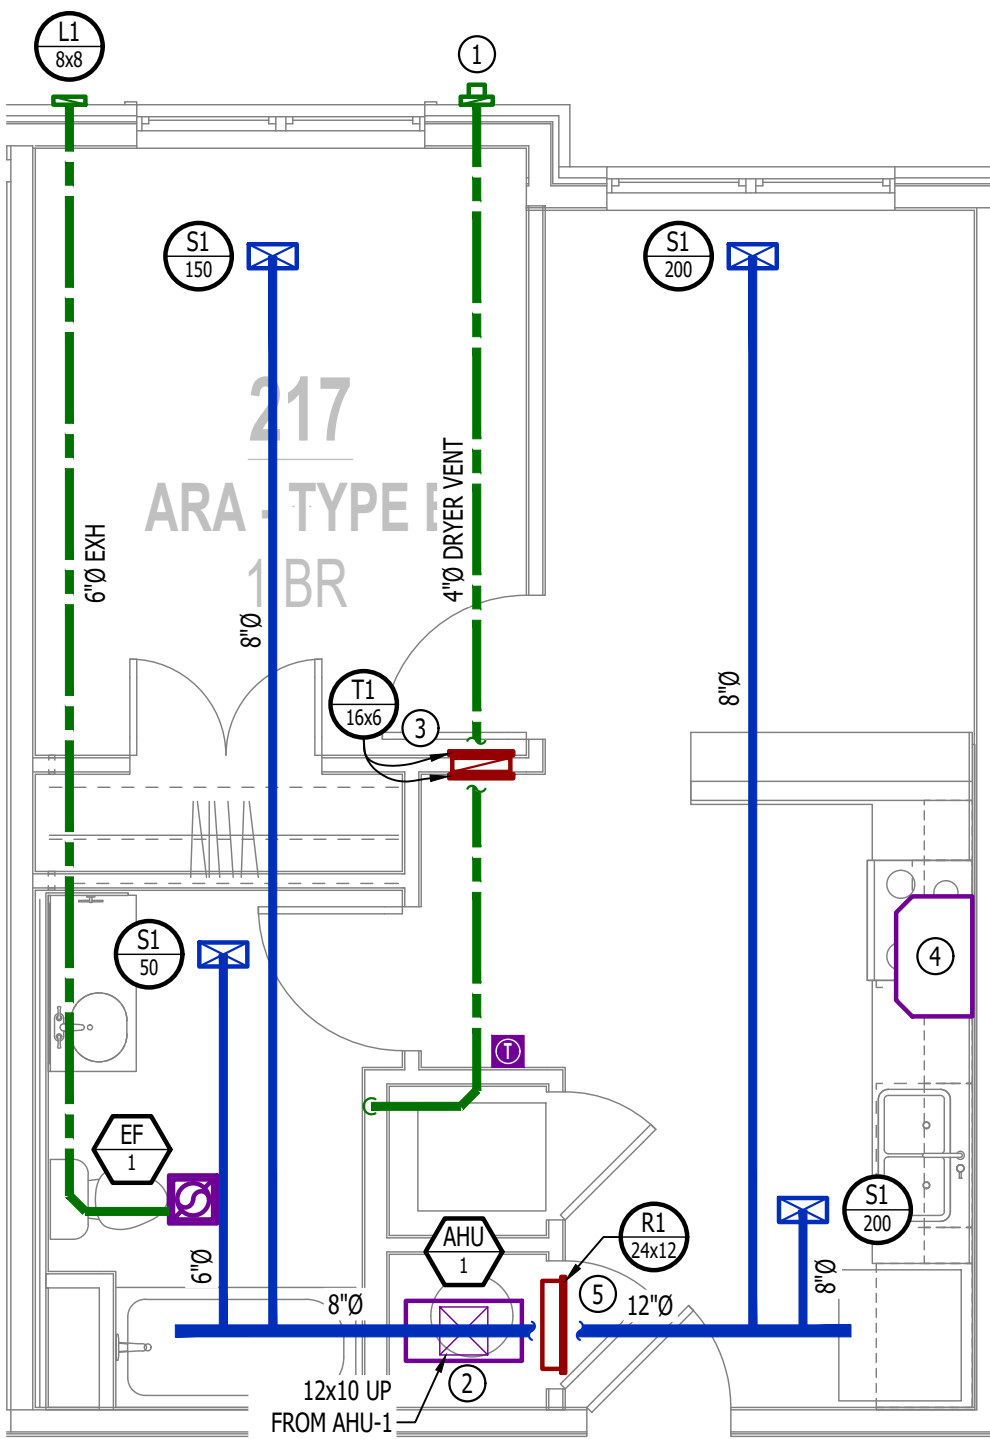 L1
8x8
1
S1
150
S1
200
217
ARA - TYPE
1 BR
6"Ø EXH
4"Ø DRYER VENT
8"Ø
8"Ø
T1
16x6
3
S1
50
4
T
EF
1
S1
200
R1
24x12
AHU
1
6"Ø
8"Ø
5
12"Ø
8"Ø
2
12x10 UP
FROM AHU-1